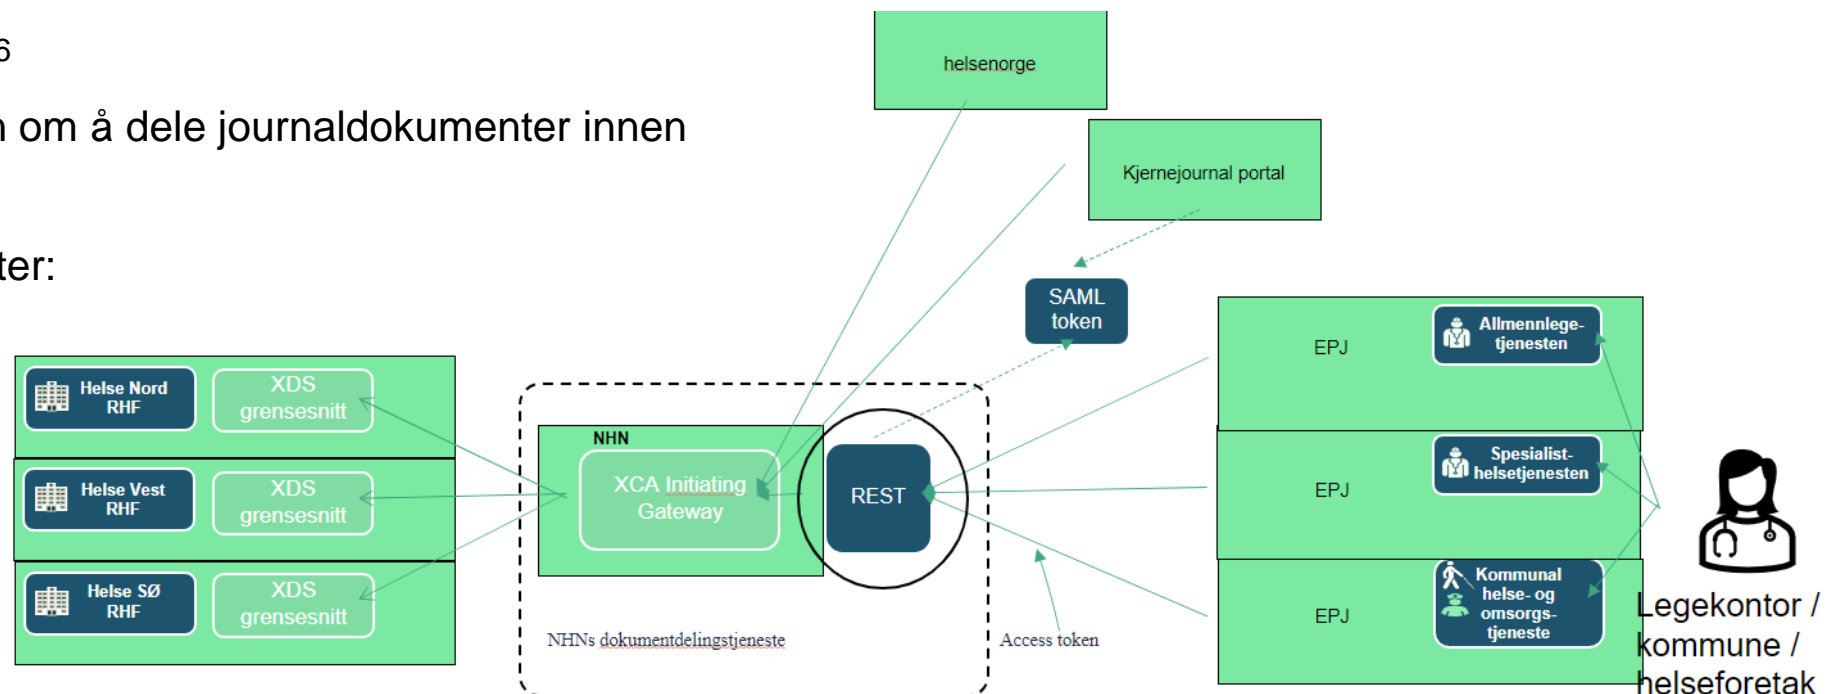 6
om å dele journaldokumenter innen
ter:
helsenorge
Kjernejournal portal
SAML
token
Helse Nord
RHF
XDS
grensesnitt
Helse Vest
RHF
XDS
grensesnitt
Helse SØ
RHF
XDS
grensesnitt
NHN
XCA Initiating
Gateway
REST
NHNs dokumentdelingstjeneste
Access token
EPJ
Allmennlege-
tjenesten
EPJ
Spesialist-
helsetjenesten
EPJ
Kommunal
helse- og
omsorgs-
tjeneste
Legekontor /
kommune /
helseforetak